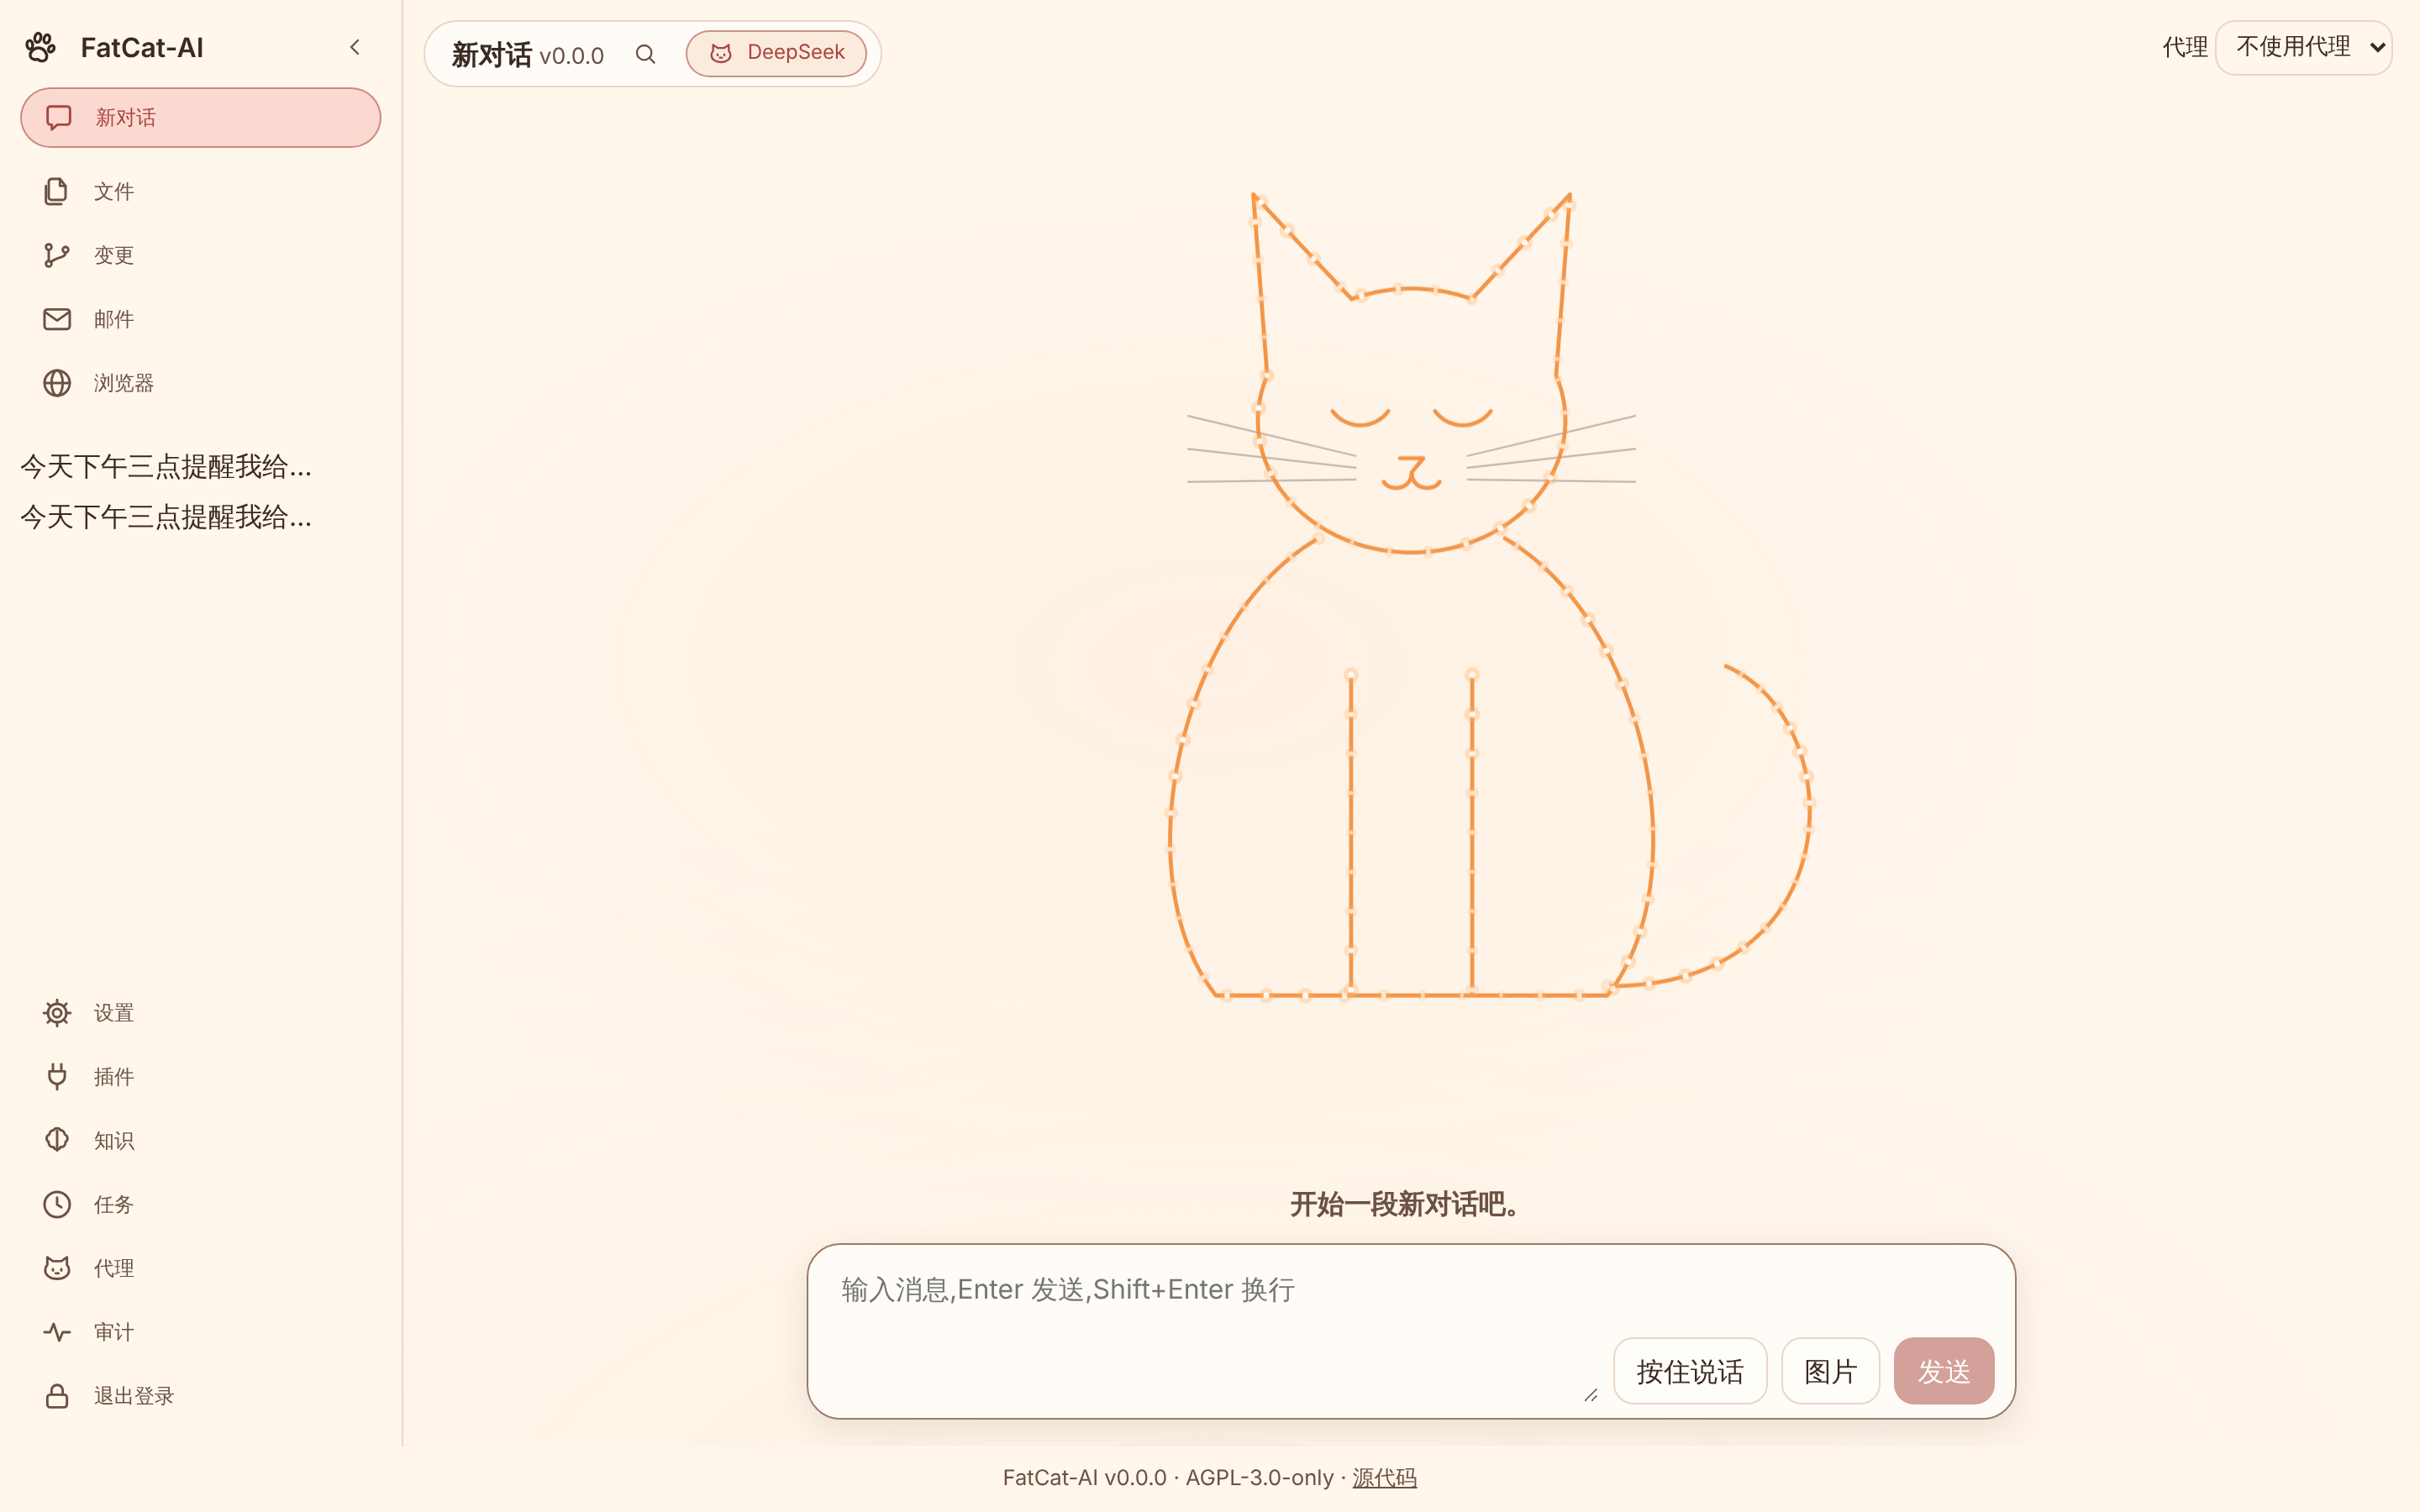 FatCat-AI
新对话
文件
变更
邮件
浏览器
今天下午三点提醒我给...
今天下午三点提醒我给...
设置
插件
知识
任务
代理
审计
退出登录
新对话 v0.0.0
DeepSeek
代理 不使用代理
开始一段新对话吧。
输入消息,Enter 发送,Shift+Enter 换行
按住说话 图片 发送
FatCat-AI v0.0.0 · AGPL-3.0-only · 源代码